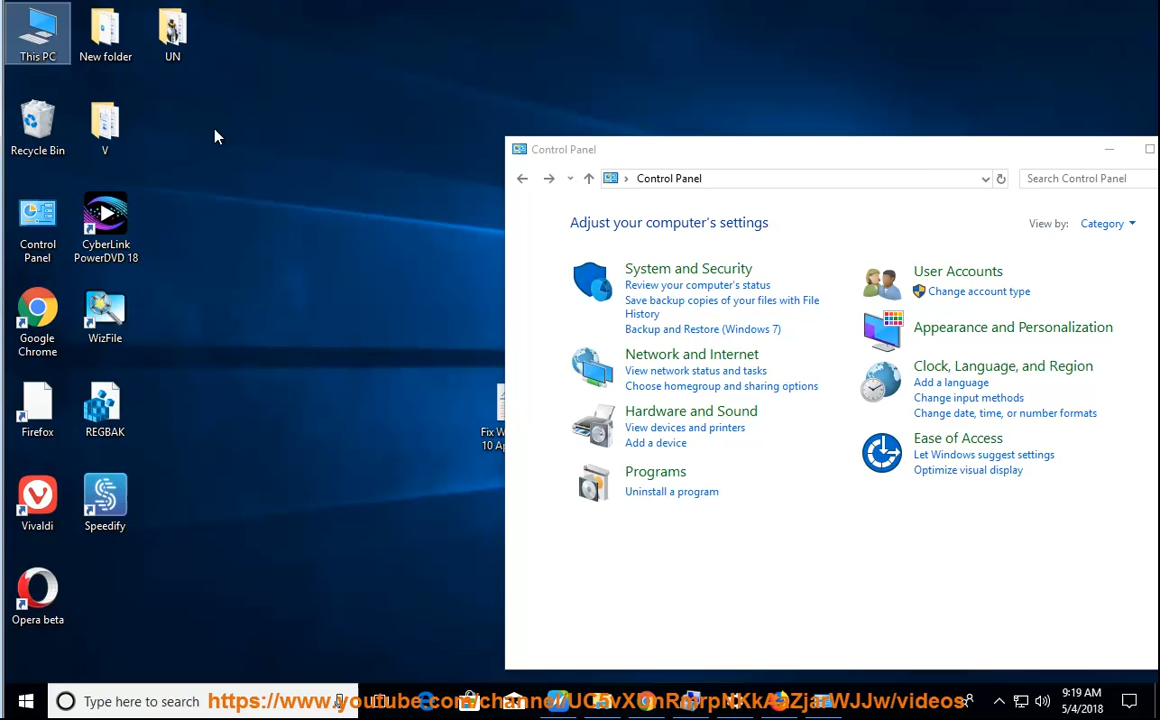 This PC
New folder
UN
Recycle Bin
V
Control
Panel
CyberLink
PowerDVD 18
Google
Chrome
WizFile
Firefox
REGBAK
Vivaldi
Speedify
Opera beta
Fix W
10 Ap
Control Panel
Control Panel
Search Control Panel
Adjust your computer's settings
View by: Category
System and Security
Review your computer's status
Save backup copies of your files with File
History
Backup and Restore (Windows 7)
Network and Internet
View network status and tasks
Choose homegroup and sharing options
Hardware and Sound
View devices and printers
Add a device
Programs
Uninstall a program
User Accounts
Change account type
Appearance and Personalization
Clock, Language, and Region
Add a language
Change input methods
Change date, time, or number formats
Ease of Access
Let Windows suggest settings
Optimize visual display
Type here to search
9:19 AM
5/4/2018